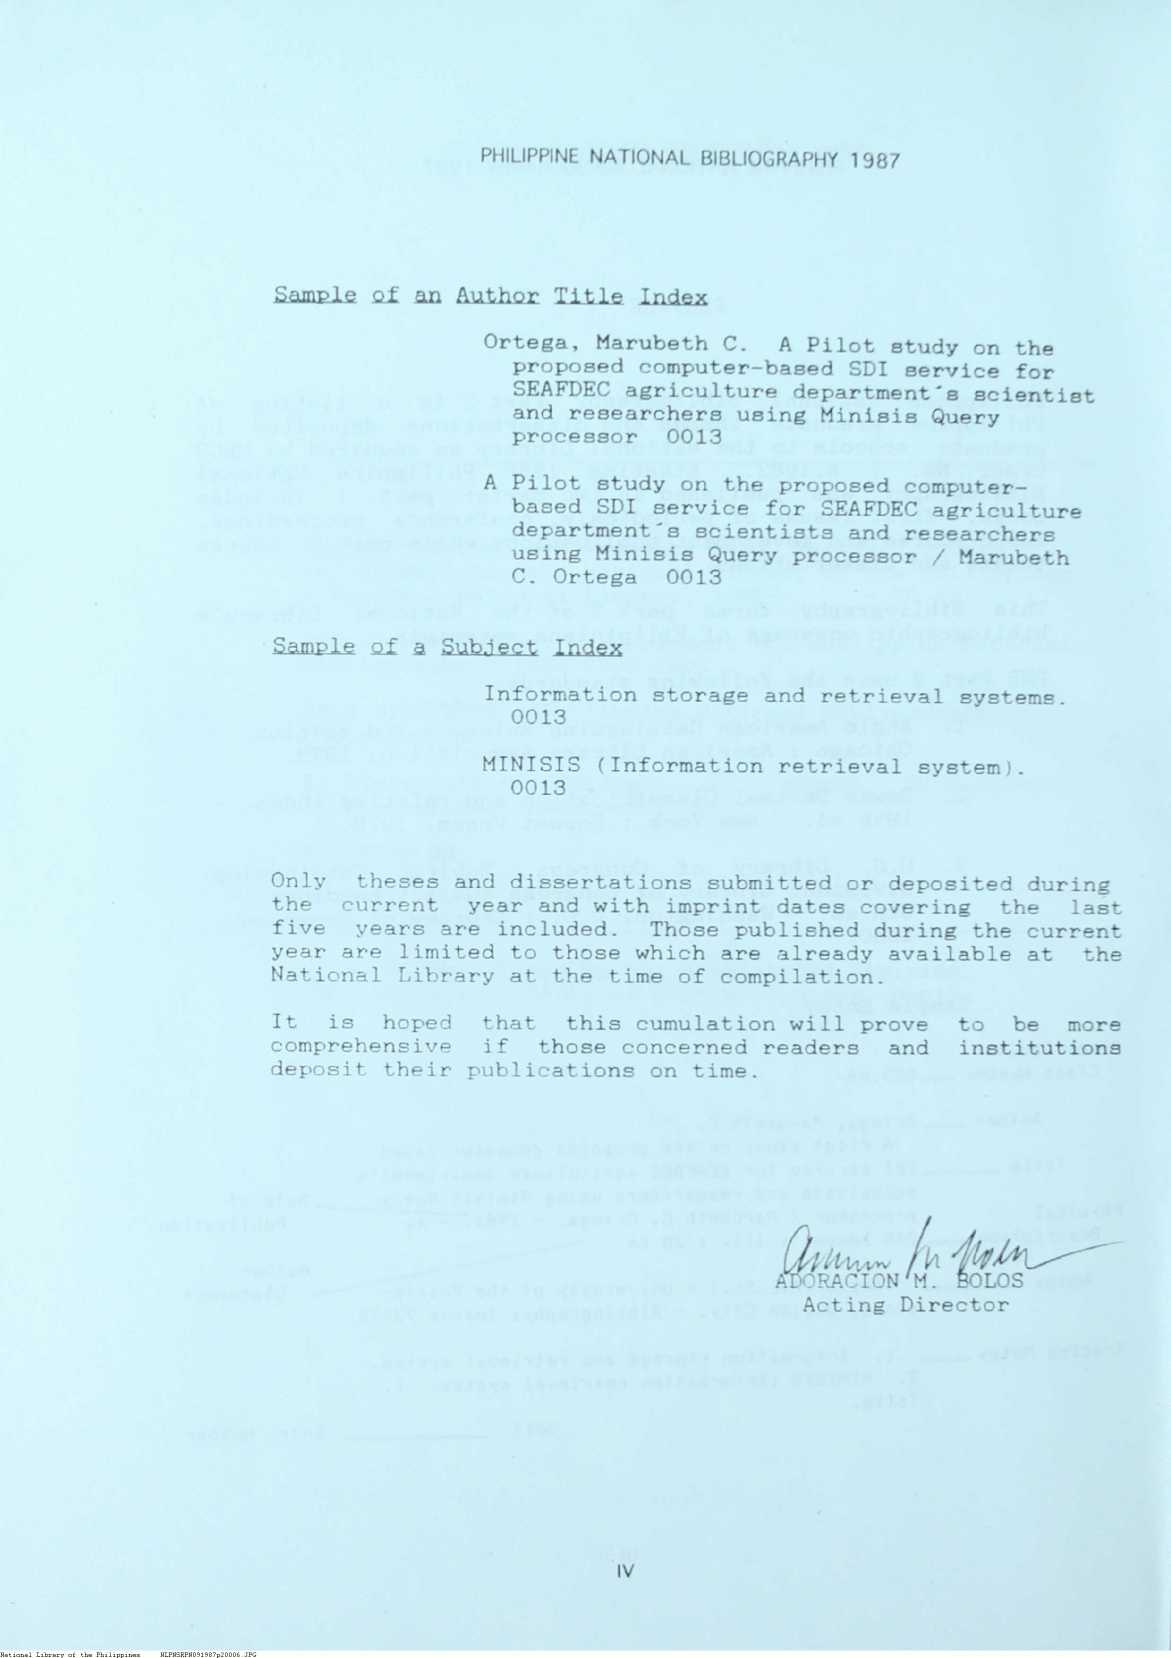 PHILIPPINE NATIONAL BIBLIOGRAPHY 1987
Sample of an Author Title Index
Ortega, Marubeth C. A Pilot study on the
proposed computer-based SDI service for
SEAFDEC agriculture department´s scientist
and researchers using Minisis Query
processor 0013
A Pilot study on the proposed computer-
based SDI service for SEAFDEC agriculture
department´s scientists and researchers
using Minisis Query processor / Marubeth
C. Ortega 0013
Sample of a Subject Index
Information storage and retrieval systems.
0013
MINISIS (Information retrieval system).
0013
Only theses and dissertations submitted or deposited during
the current year and with imprint dates covering the last
five years are included. Those published during the current
year are limited to those which are already available at the
National Library at the time of compilation.
It is hoped that this cumulation will prove to be more
comprehensive if those concerned readers and institutions
deposit their publications on time.
ADORACION M. BOLOS
Acting Director
IV
National Library of the Philippines NLPNSEPN091987p20006.JPG